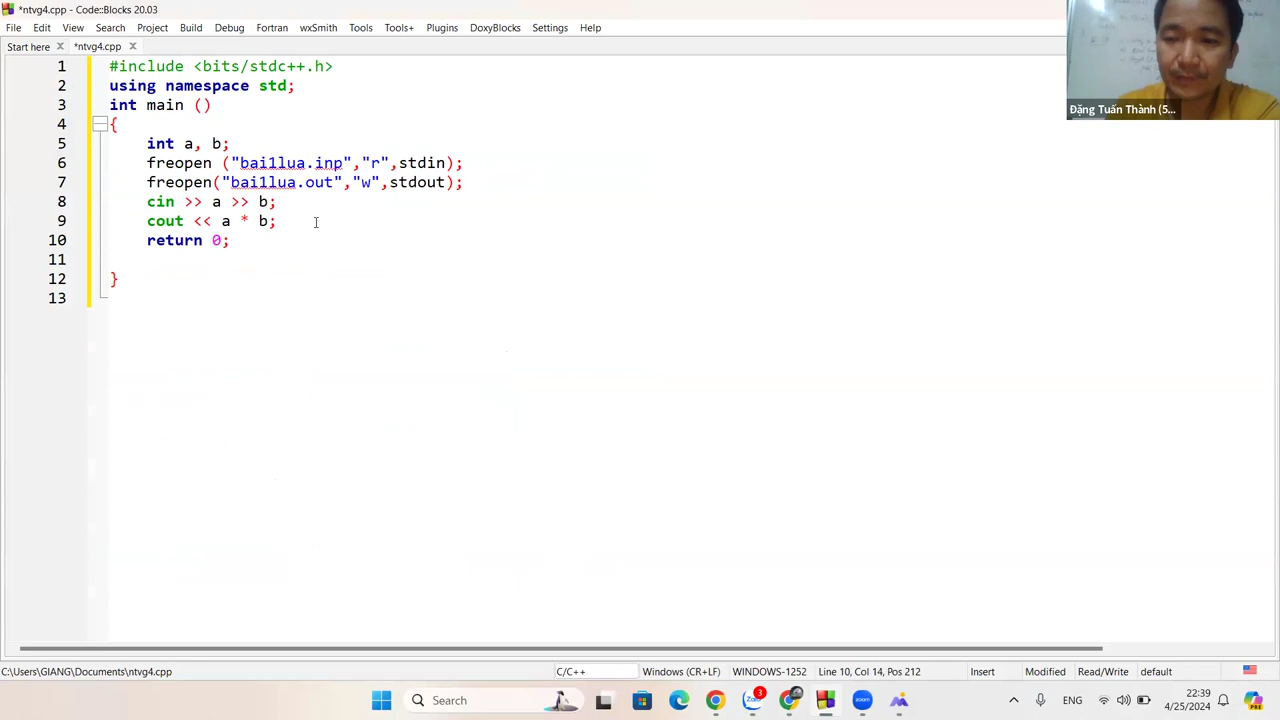 *ntvg4.cpp - Code::Blocks 20.03
File Edit View Search Project Build Debug Fortran wxSmith Tools Tools+ Plugins DoxyBlocks Settings Help
Start here *ntvg4.cpp
1 #include <bits/stdc++.h>
2 using namespace std;
3 int main ()
4 {
5 int a, b;
6 freopen ("bai1lua.inp","r",stdin);
7 freopen("bai1lua.out","w",stdout);
8 cin >> a >> b;
9 cout << a * b;
10 return 0;
11
12 }
13
Đặng Tuấn Thành (5...
C:\Users\GIANG\Documents\ntvg4.cpp C/C++ Windows (CR+LF) WINDOWS-1252 Line 10, Col 14, Pos 212 Insert Modified Read/Write default
Search Zalo 3 zoom ENG 22:39
4/25/2024